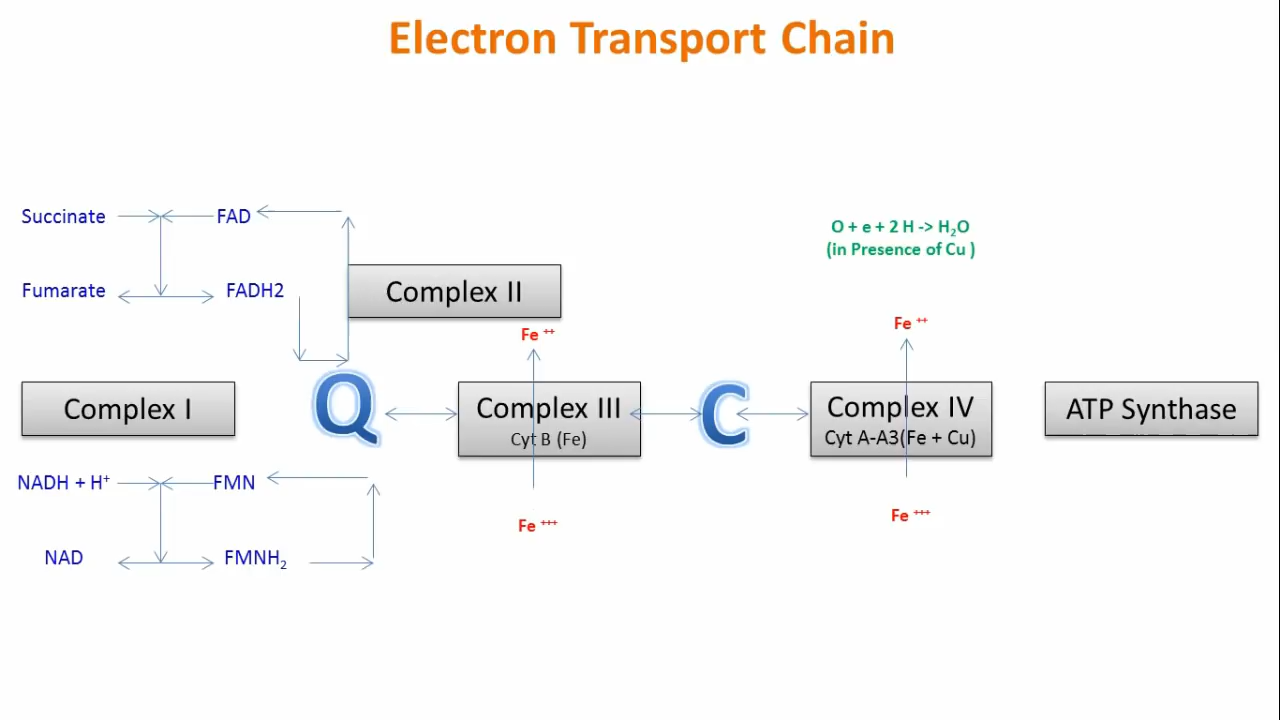 Electron Transport Chain
Succinate
FAD
O + e + 2 H -> H₂O
(in Presence of Cu )
Fumarate
FADH2
Complex II
Fe ⁺⁺
Fe ⁺⁺
Complex I
Q
Complex III
Cyt B (Fe)
C
Complex IV
Cyt A-A3(Fe + Cu)
ATP Synthase
NADH + H⁺
FMN
Fe ⁺⁺⁺
Fe ⁺⁺⁺
NAD
FMNH₂